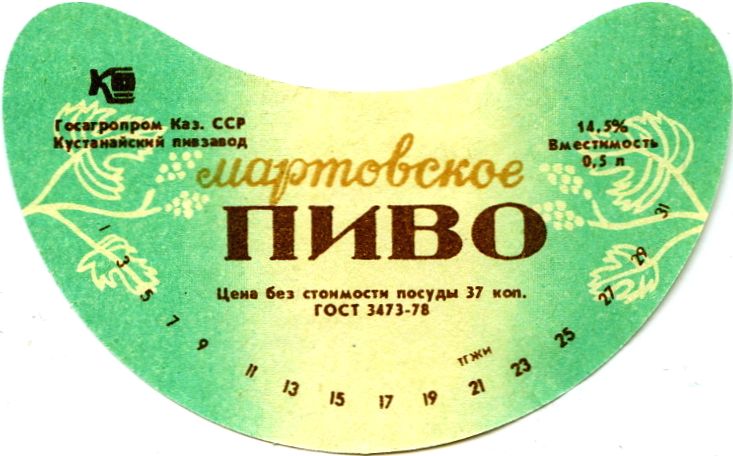 Госагропром Каз. ССР
Кустанайский пивзавод
14,5%
Вместимость
0,5 л
мартовское
ПИВО
Цена без стоимости посуды 37 коп.
ГОСТ 3473-78
1 3 5 7 9 11 13 15 17 19 21 23 25 27 29 31
ТГЖИ